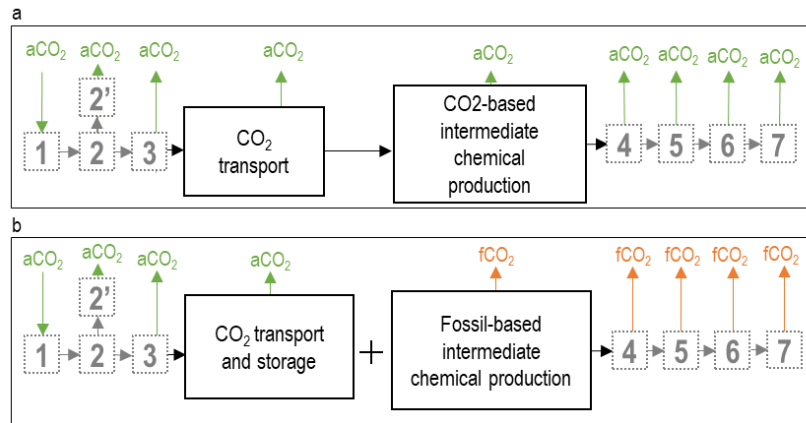 a
aCO₂ aCO₂ aCO₂ aCO₂ aCO₂ aCO₂ aCO₂ aCO₂ aCO₂
2'
1 2 3
CO₂
transport
CO2-based
intermediate
chemical
production
4 5 6 7
b
aCO₂ aCO₂ aCO₂ aCO₂ fCO₂ fCO₂ fCO₂ fCO₂ fCO₂
2'
1 2 3
CO₂ transport
and storage
+
Fossil-based
intermediate
chemical production
4 5 6 7